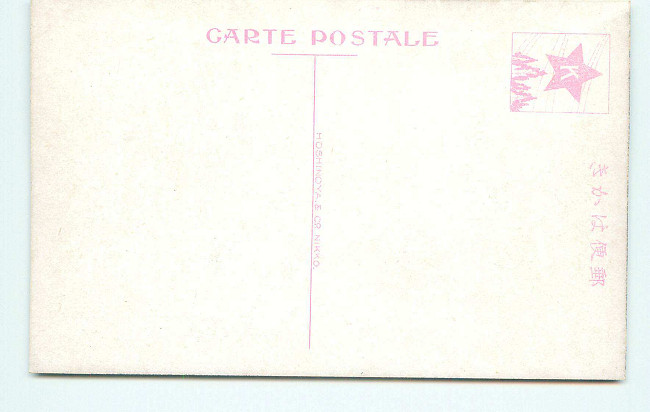 CARTE POSTALE
K
HOSHINOYA & CO. NIKKO.
郵便はかき